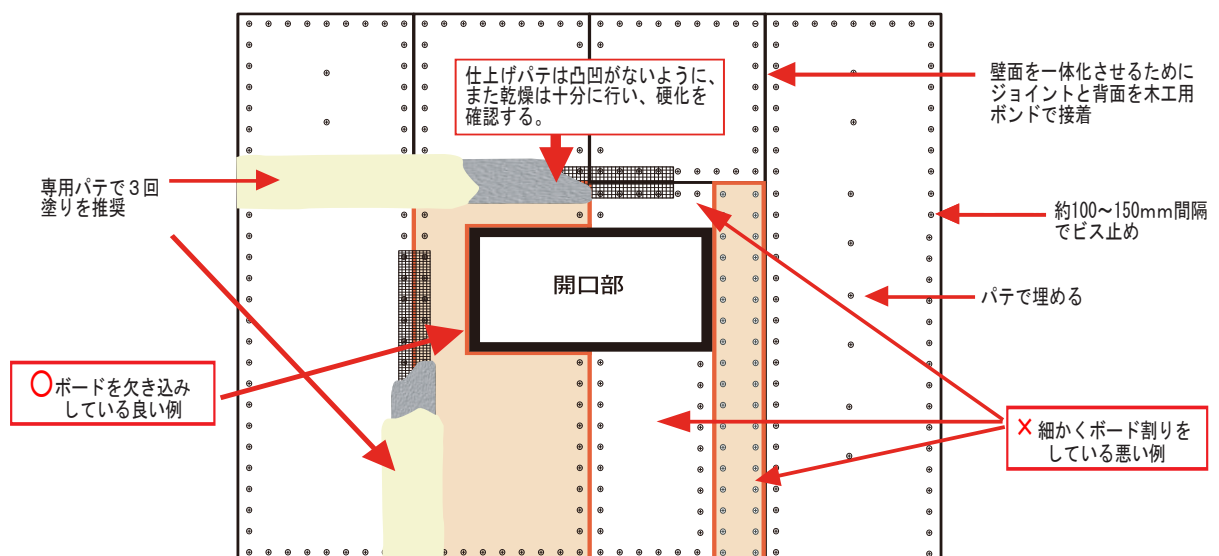 仕上げパテは凸凹がないように、
また乾燥は十分に行い、硬化を
確認する。
壁面を一体化させるために
ジョイントと背面を木工用
ボンドで接着
専用パテで3回
塗りを推奨
約100～150mm間隔
でビス止め
開口部
パテで埋める
○ボードを欠き込み
している良い例
×細かくボード割りを
している悪い例